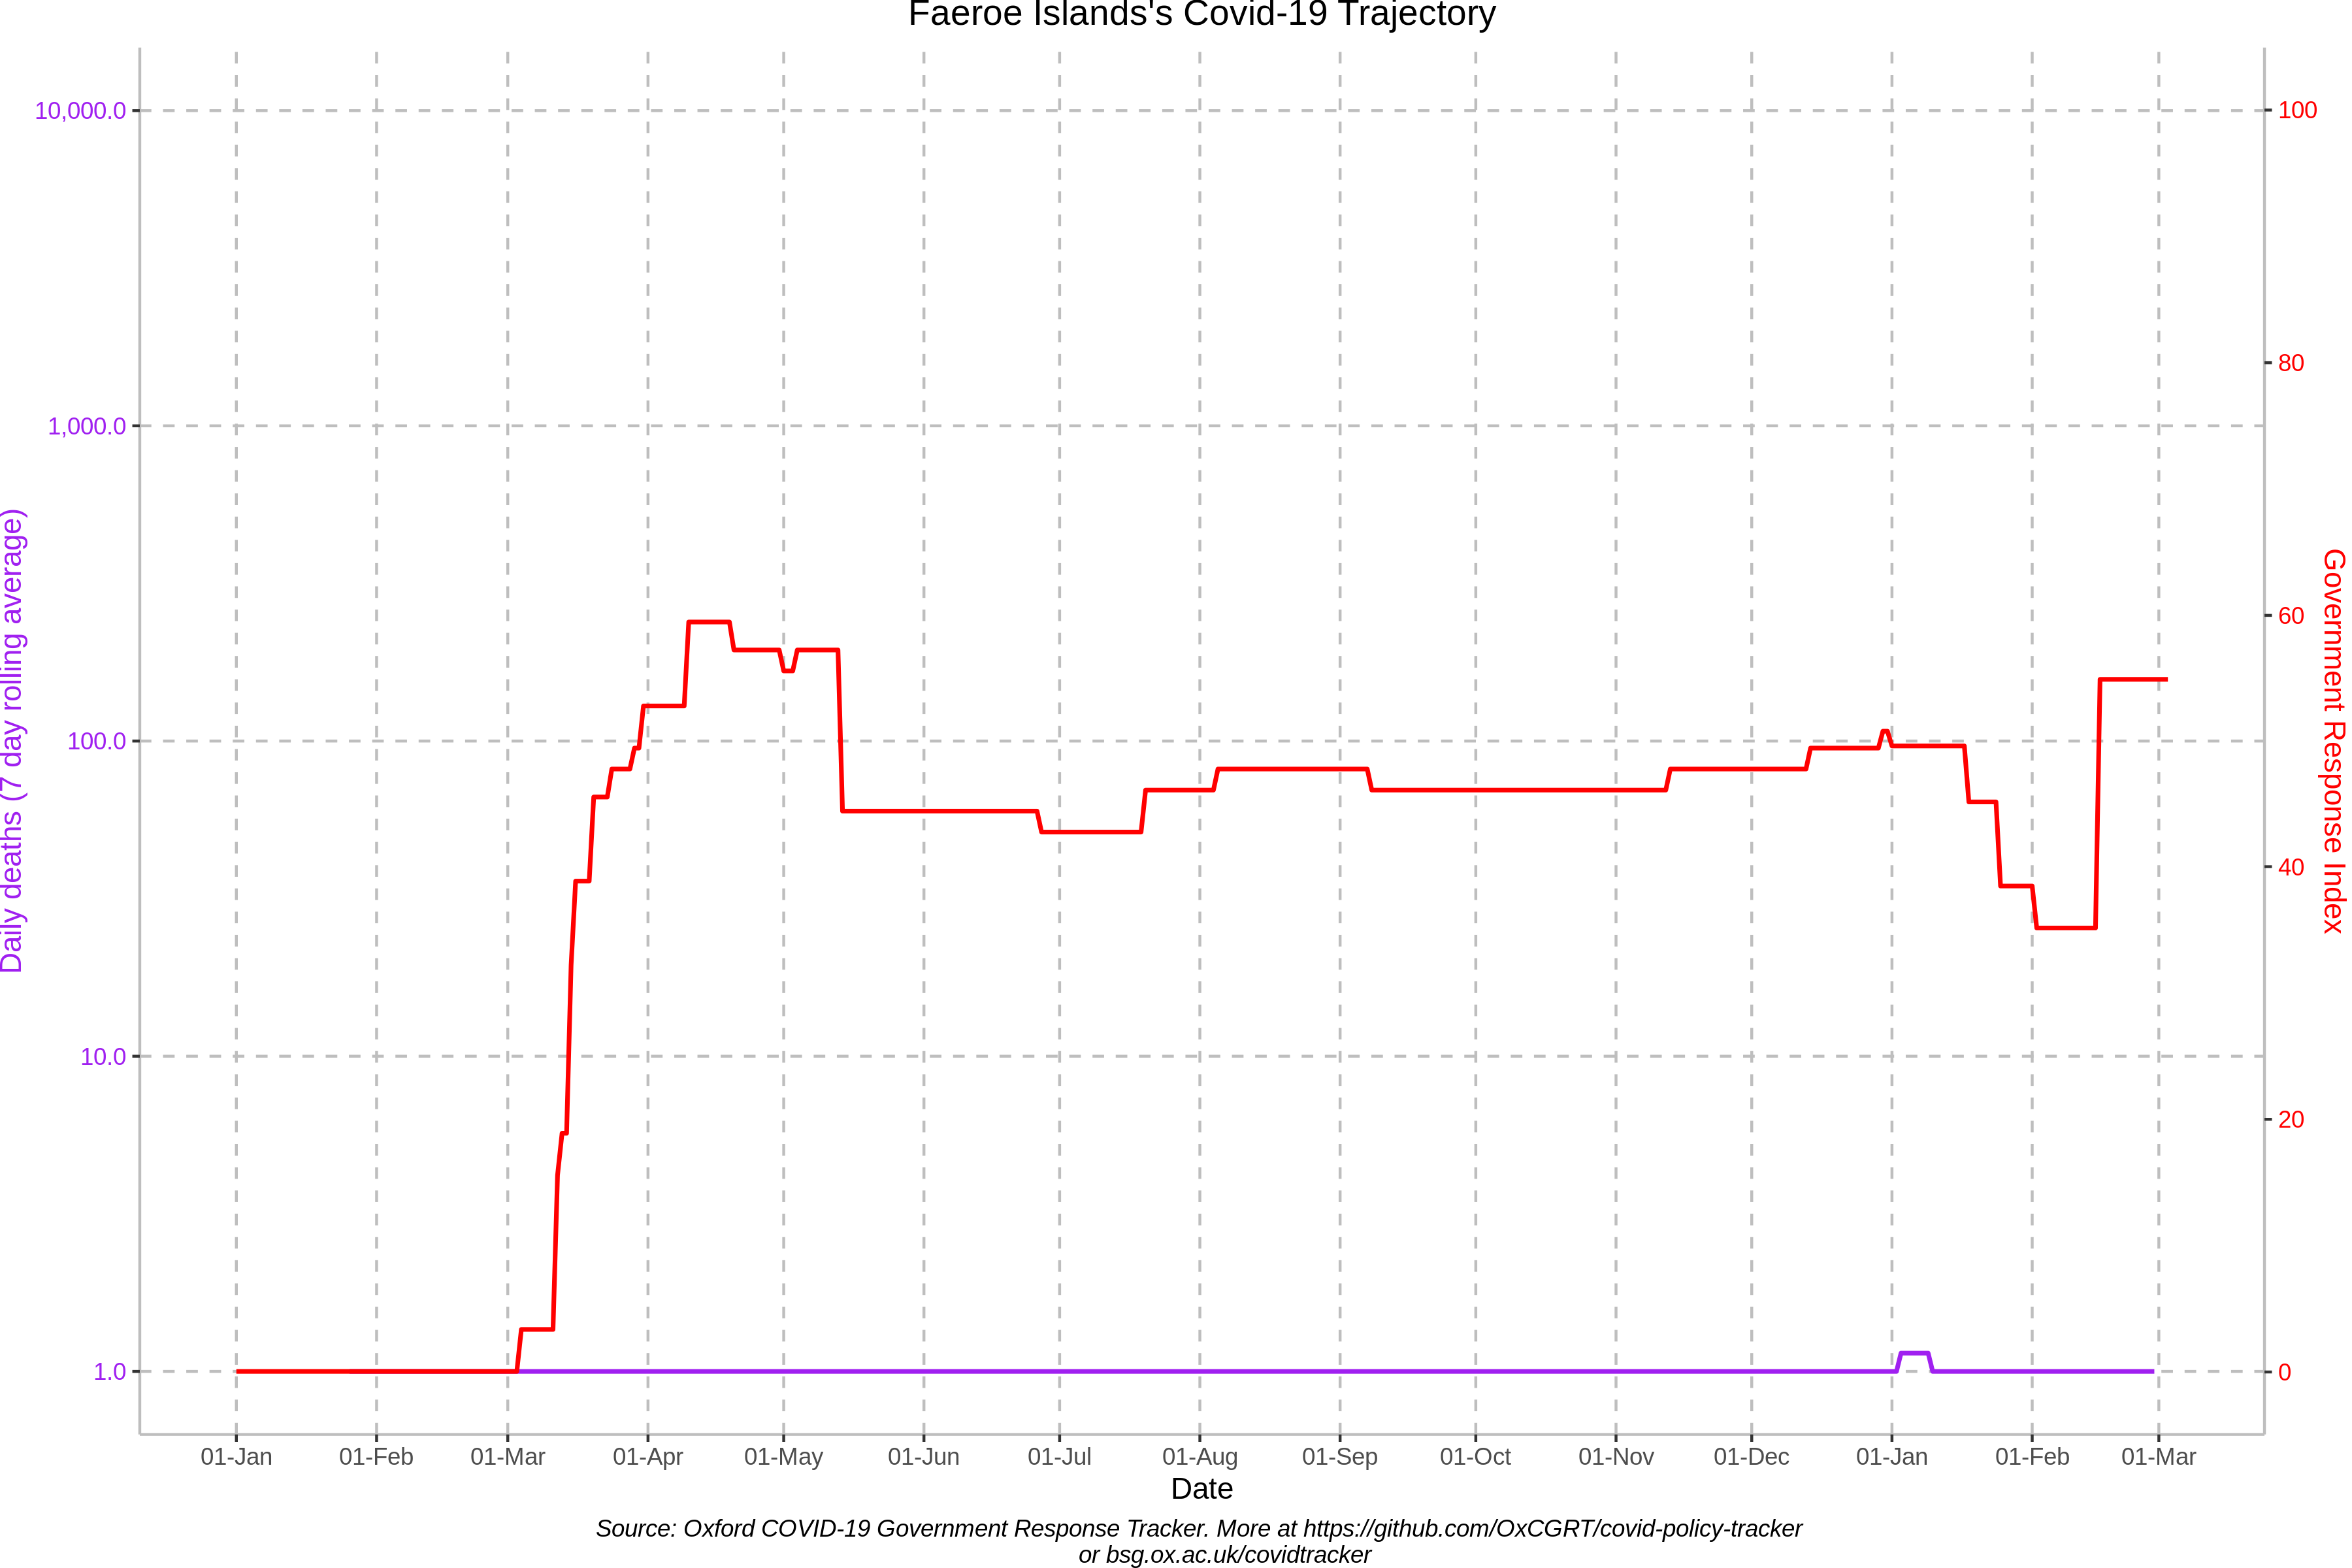 Faeroe Islands's Covid-19 Trajectory
10,000.0
1,000.0
100.0
10.0
1.0
Daily deaths (7 day rolling average)
100
80
60
40
20
0
Government Response Index
01-Jan 01-Feb 01-Mar 01-Apr 01-May 01-Jun 01-Jul 01-Aug 01-Sep 01-Oct 01-Nov 01-Dec 01-Jan 01-Feb 01-Mar
Date
Source: Oxford COVID-19 Government Response Tracker. More at https://github.com/OxCGRT/covid-policy-tracker
or bsg.ox.ac.uk/covidtracker